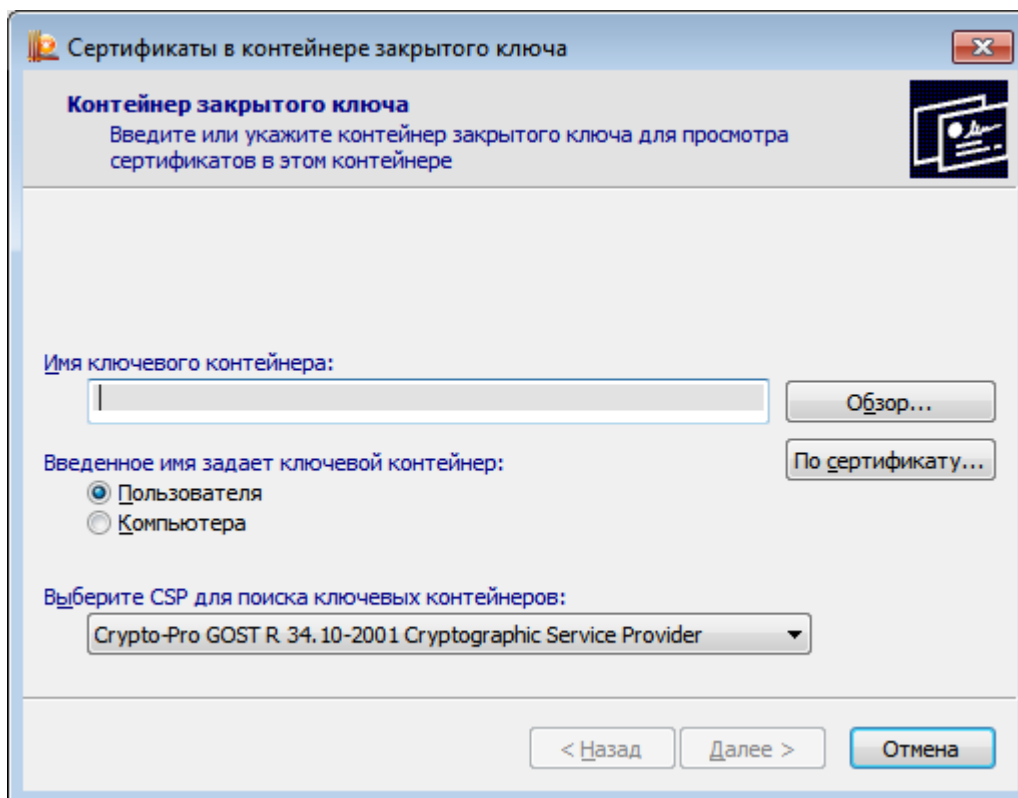 Сертификаты в контейнере закрытого ключа
Контейнер закрытого ключа
Введите или укажите контейнер закрытого ключа для просмотра
сертификатов в этом контейнере
Имя ключевого контейнера:
Обзор...
Введенное имя задает ключевой контейнер:
По сертификату...
Пользователя
Компьютера
Выберите CSP для поиска ключевых контейнеров:
Crypto-Pro GOST R 34.10-2001 Cryptographic Service Provider
< Назад
Далее >
Отмена